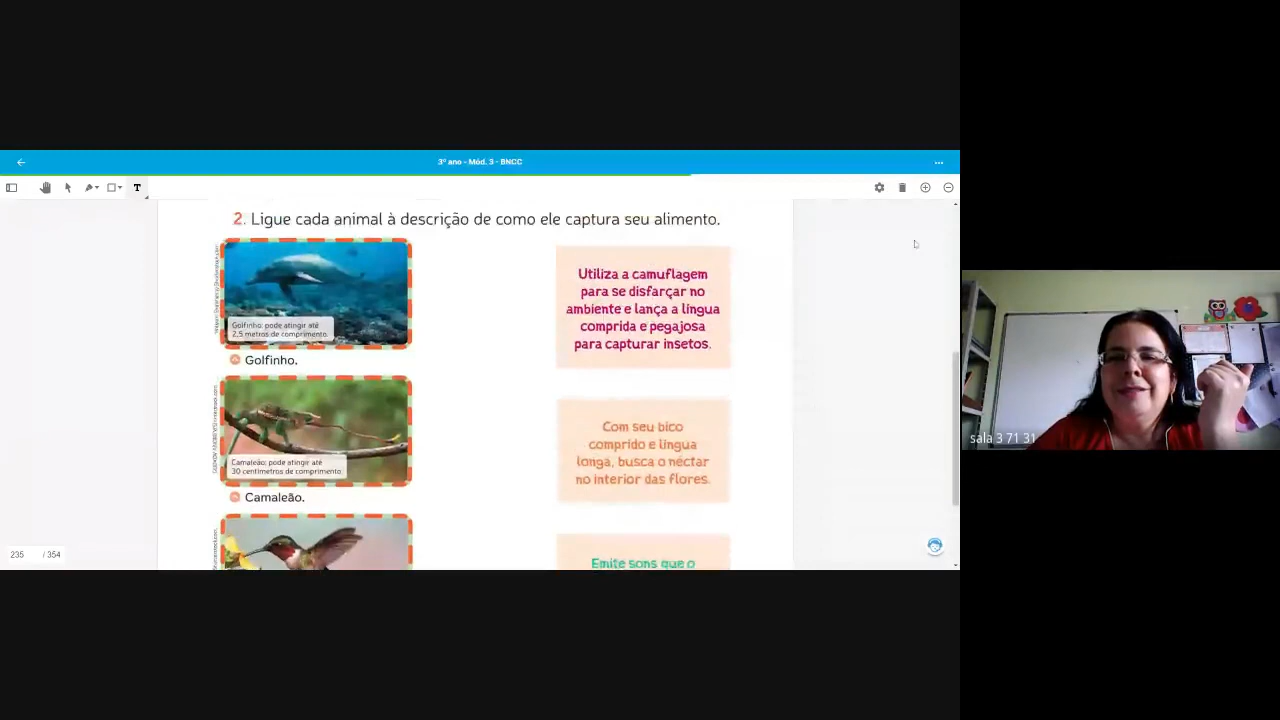 3º ano - Mód. 3 - BNCC
T
2. Ligue cada animal à descrição de como ele captura seu alimento.
Golfinho: pode atingir até
2,5 metros de comprimento.
Golfinho.
Camaleão: pode atingir até
30 centímetros de comprimento.
Camaleão.
Utiliza a camuflagem
para se disfarçar no
ambiente e lança a língua
comprida e pegajosa
para capturar insetos.
Com seu bico
comprido e língua
longa, busca o néctar
no interior das flores.
Emite sons que o
235 / 354
sala 3 71 31